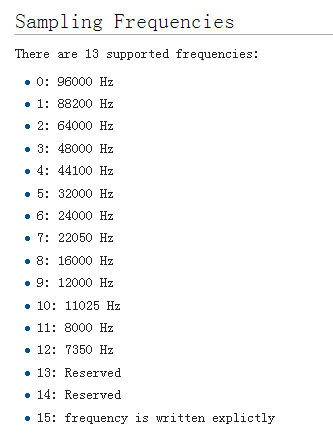 Sampling Frequencies
There are 13 supported frequencies:
0: 96000 Hz
1: 88200 Hz
2: 64000 Hz
3: 48000 Hz
4: 44100 Hz
5: 32000 Hz
6: 24000 Hz
7: 22050 Hz
8: 16000 Hz
9: 12000 Hz
10: 11025 Hz
11: 8000 Hz
12: 7350 Hz
13: Reserved
14: Reserved
15: frequency is written explictly